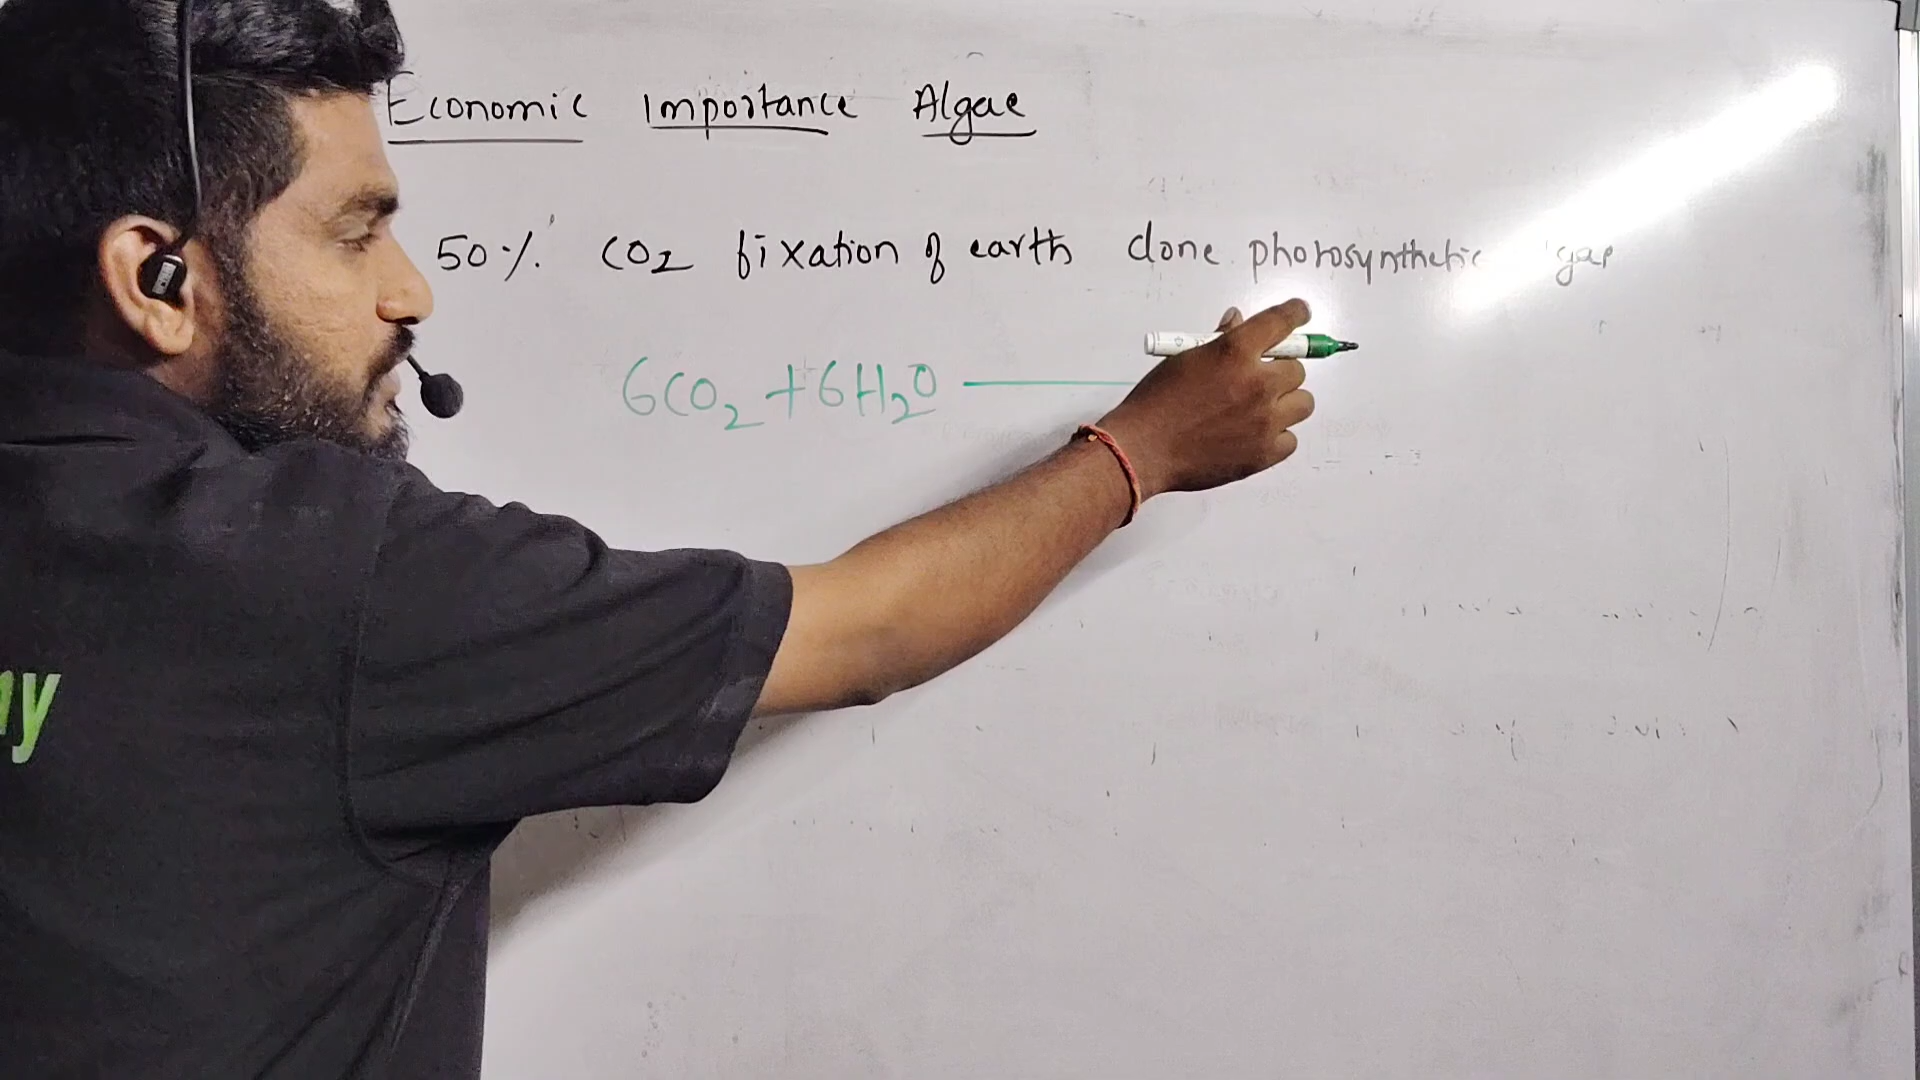 Economic Importance Algae
50% CO2 fixation of earth done photosynthetic
6CO2 + 6H2O